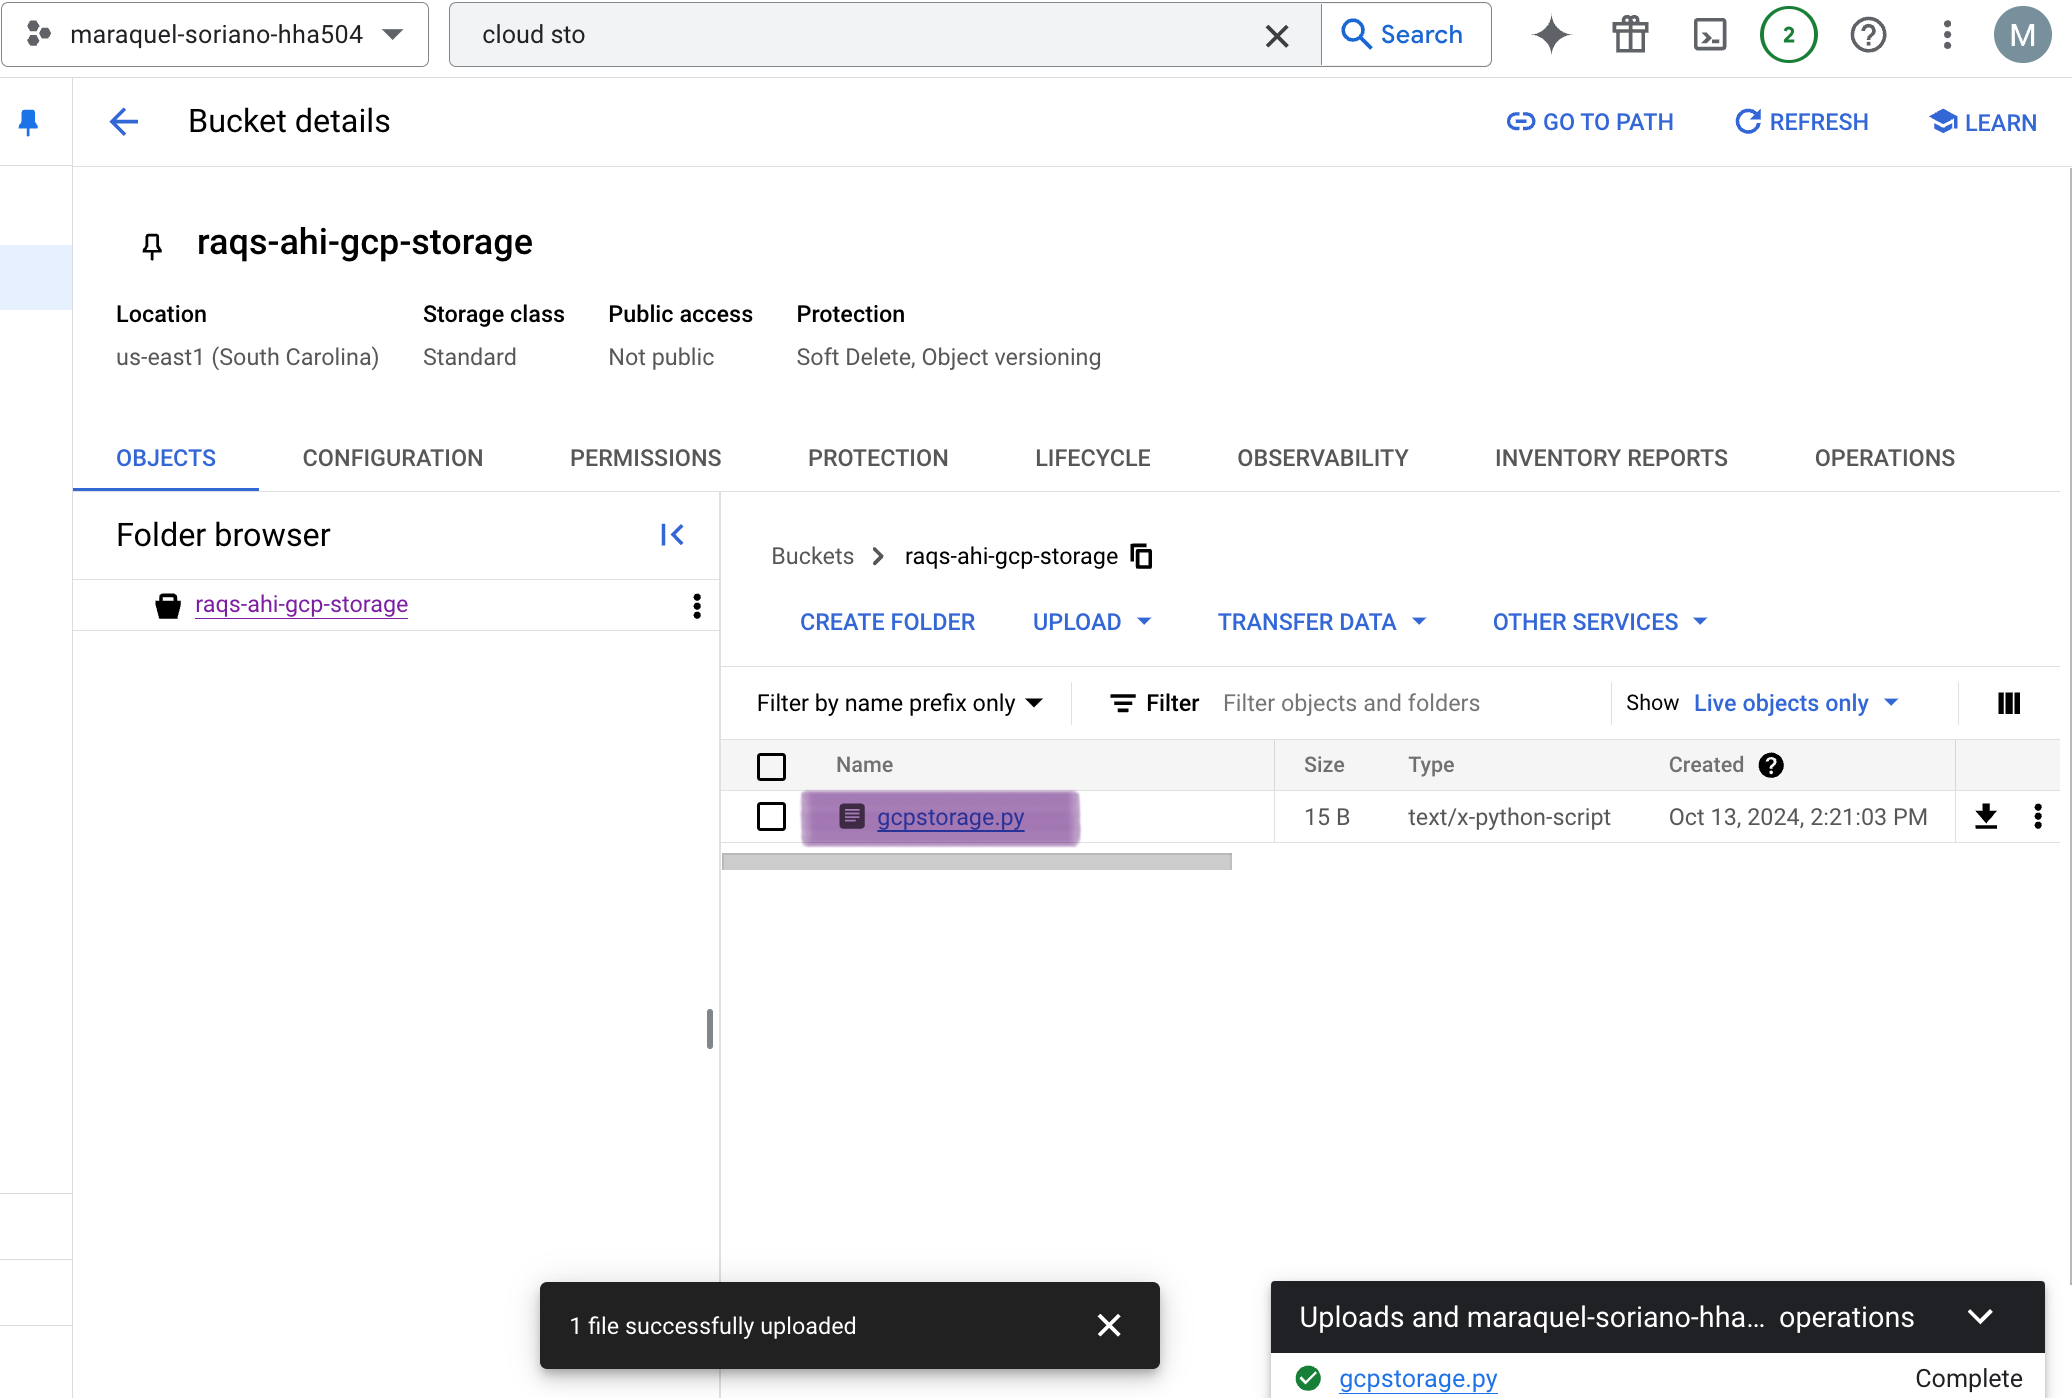 maraquel-soriano-hha504
cloud sto
Search
2
M
Bucket details
GO TO PATH
REFRESH
LEARN
raqs-ahi-gcp-storage
Location Storage class Public access Protection
us-east1 (South Carolina) Standard Not public Soft Delete, Object versioning
OBJECTS CONFIGURATION PERMISSIONS PROTECTION LIFECYCLE OBSERVABILITY INVENTORY REPORTS OPERATIONS
Folder browser
raqs-ahi-gcp-storage
Buckets raqs-ahi-gcp-storage
CREATE FOLDER UPLOAD TRANSFER DATA OTHER SERVICES
Filter by name prefix only Filter Filter objects and folders Show Live objects only
Name Size Type Created
gcpstorage.py 15 B text/x-python-script Oct 13, 2024, 2:21:03 PM
1 file successfully uploaded
Uploads and maraquel-soriano-hha... operations
gcpstorage.py Complete